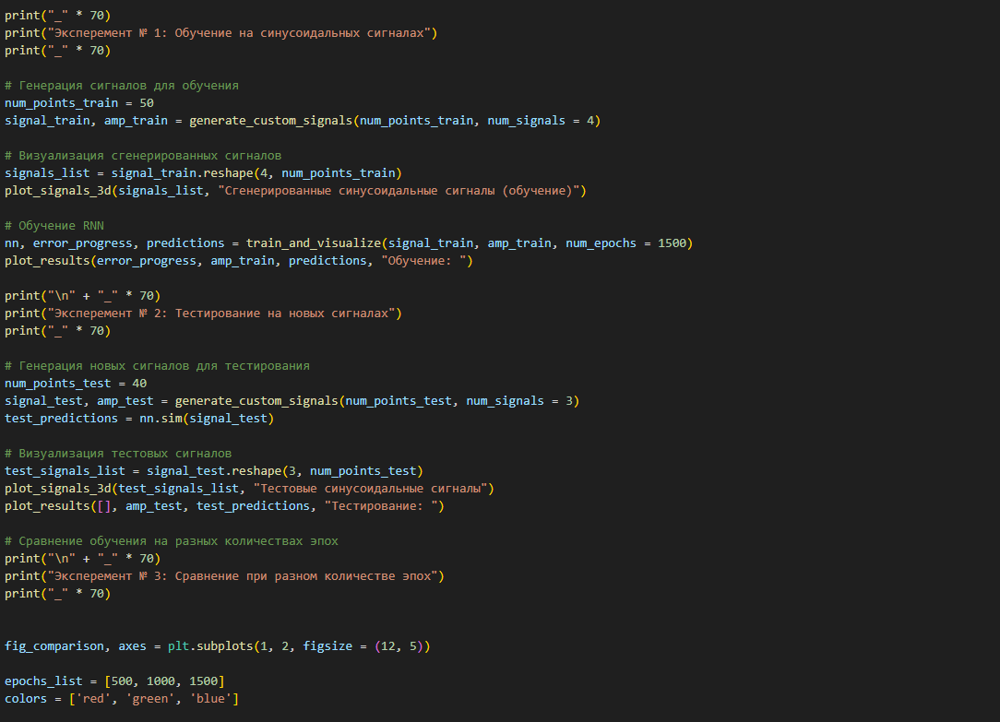 print("_" * 70)
print("Эксперемент № 1: Обучение на синусоидальных сигналах")
print("_" * 70)
# Генерация сигналов для обучения
num_points_train = 50
signal_train, amp_train = generate_custom_signals(num_points_train, num_signals = 4)
# Визуализация сгенерированных сигналов
signals_list = signal_train.reshape(4, num_points_train)
plot_signals_3d(signals_list, "Сгенерированные синусоидальные сигналы (обучение)")
# Обучение RNN
nn, error_progress, predictions = train_and_visualize(signal_train, amp_train, num_epochs = 1500)
plot_results(error_progress, amp_train, predictions, "Обучение: ")
print("\n" + "_" * 70)
print("Эксперемент № 2: Тестирование на новых сигналах")
print("_" * 70)
# Генерация новых сигналов для тестирования
num_points_test = 40
signal_test, amp_test = generate_custom_signals(num_points_test, num_signals = 3)
test_predictions = nn.sim(signal_test)
# Визуализация тестовых сигналов
test_signals_list = signal_test.reshape(3, num_points_test)
plot_signals_3d(test_signals_list, "Тестовые синусоидальные сигналы")
plot_results([], amp_test, test_predictions, "Тестирование: ")
# Сравнение обучения на разных количествах эпох
print("\n" + "_" * 70)
print("Эксперемент № 3: Сравнение при разном количестве эпох")
print("_" * 70)
fig_comparison, axes = plt.subplots(1, 2, figsize = (12, 5))
epochs_list = [500, 1000, 1500]
colors = ['red', 'green', 'blue']